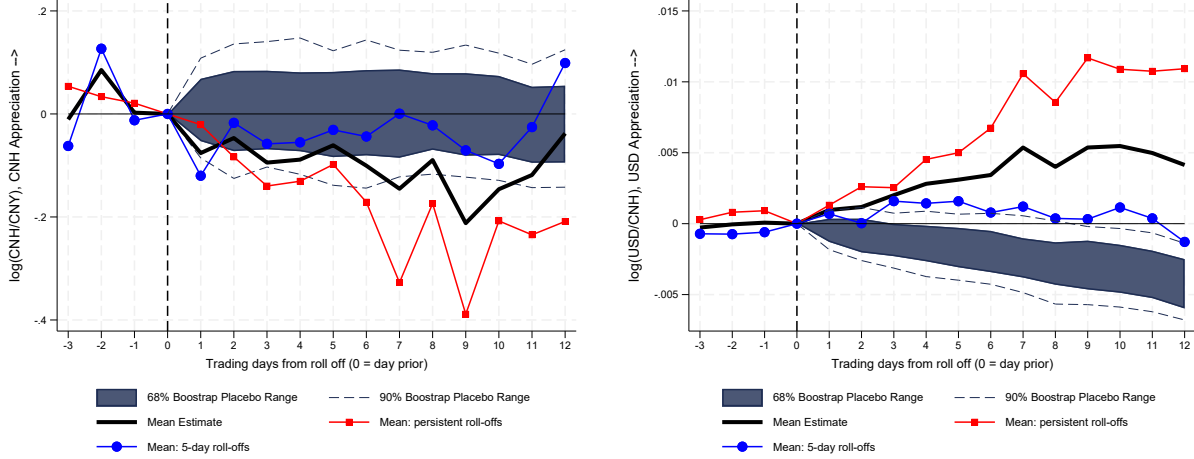 .2
0
-.2
-.4
log(CNH/CNY), CNH Appreciation -->
-3 -2 -1 0 1 2 3 4 5 6 7 8 9 10 11 12
Trading days from roll off (0 = day prior)
68% Boostrap Placebo Range
90% Boostrap Placebo Range
Mean Estimate
Mean: persistent roll-offs
Mean: 5-day roll-offs
.015
.01
.005
0
-.005
log(USD/CNH), USD Appreciation -->
-3 -2 -1 0 1 2 3 4 5 6 7 8 9 10 11 12
Trading days from roll off (0 = day prior)
68% Boostrap Placebo Range
90% Boostrap Placebo Range
Mean Estimate
Mean: persistent roll-offs
Mean: 5-day roll-offs